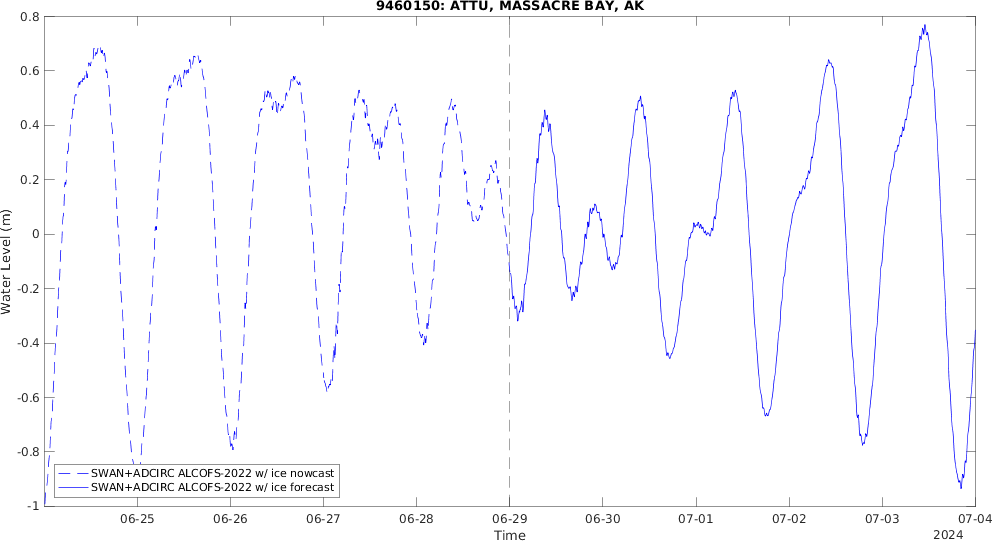 9460150: ATTU, MASSACRE BAY, AK
Water Level (m)
0.8
0.6
0.4
0.2
0
-0.2
-0.4
-0.6
-0.8
-1
SWAN+ADCIRC ALCOFS-2022 w/ ice nowcast
SWAN+ADCIRC ALCOFS-2022 w/ ice forecast
06-25 06-26 06-27 06-28 06-29 06-30 07-01 07-02 07-03 07-04
Time
2024